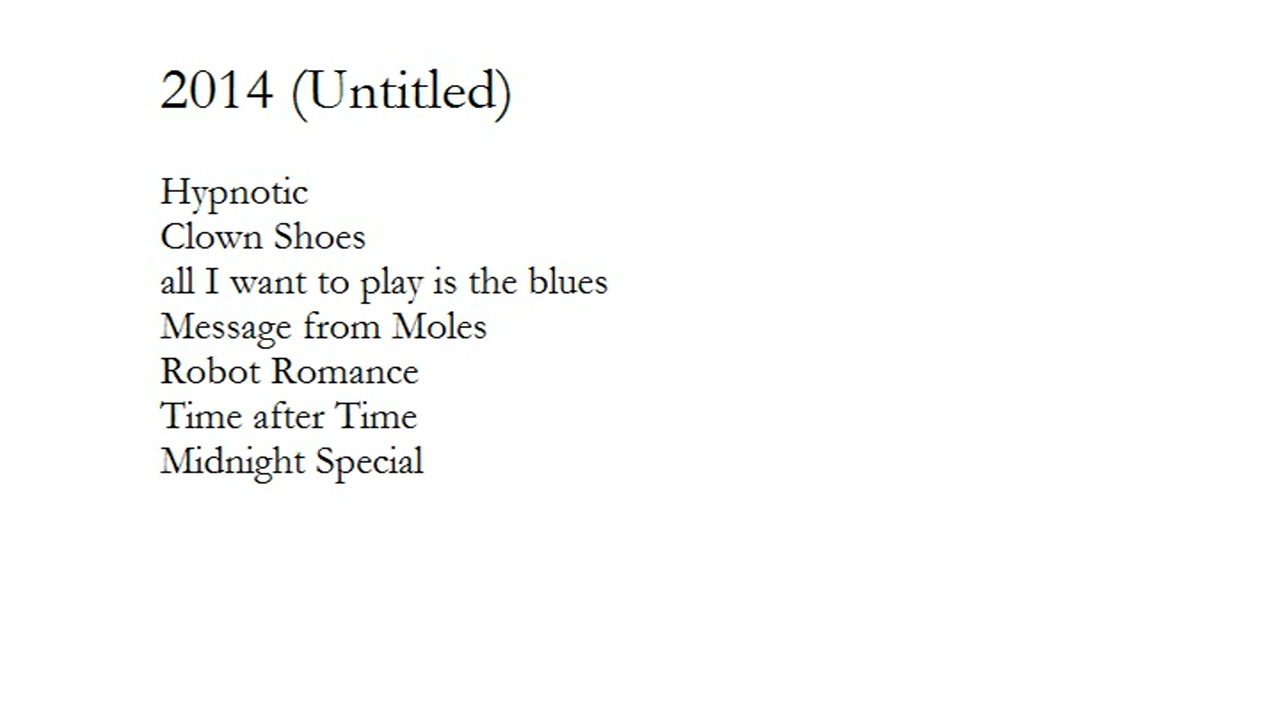 2014 (Untitled)
Hypnotic
Clown Shoes
all I want to play is the blues
Message from Moles
Robot Romance
Time after Time
Midnight Special